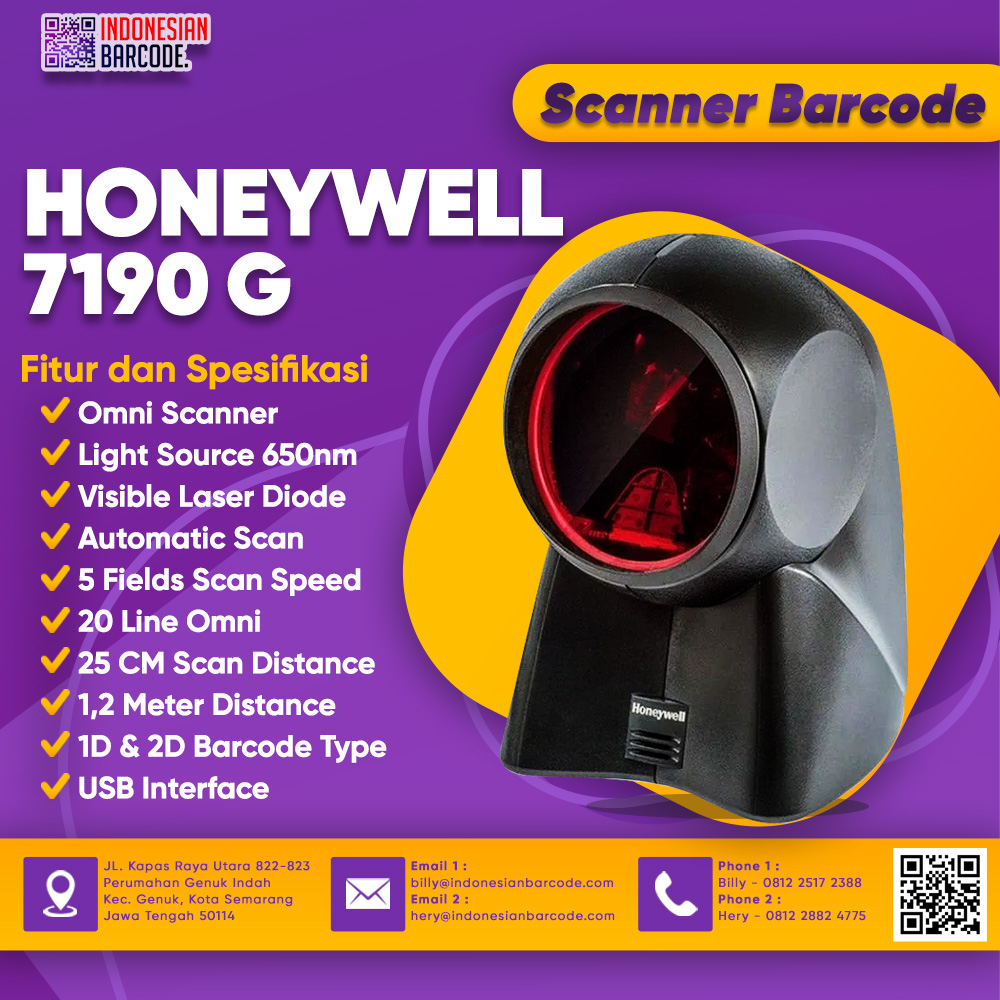 INDONESIAN
BARCODE.
Scanner Barcode
HONEYWELL
7190 G
Fitur dan Spesifikasi
Omni Scanner
Light Source 650nm
Visible Laser Diode
Automatic Scan
5 Fields Scan Speed
20 Line Omni
25 CM Scan Distance
1,2 Meter Distance
1D & 2D Barcode Type
USB Interface
Honeywell
JL. Kapas Raya Utara 822-823
Perumahan Genuk Indah
Kec. Genuk, Kota Semarang
Jawa Tengah 50114
Email 1 :
billy@indonesianbarcode.com
Email 2 :
hery@indonesianbarcode.com
Phone 1 :
Billy - 0812 2517 2388
Phone 2 :
Hery - 0812 2882 4775